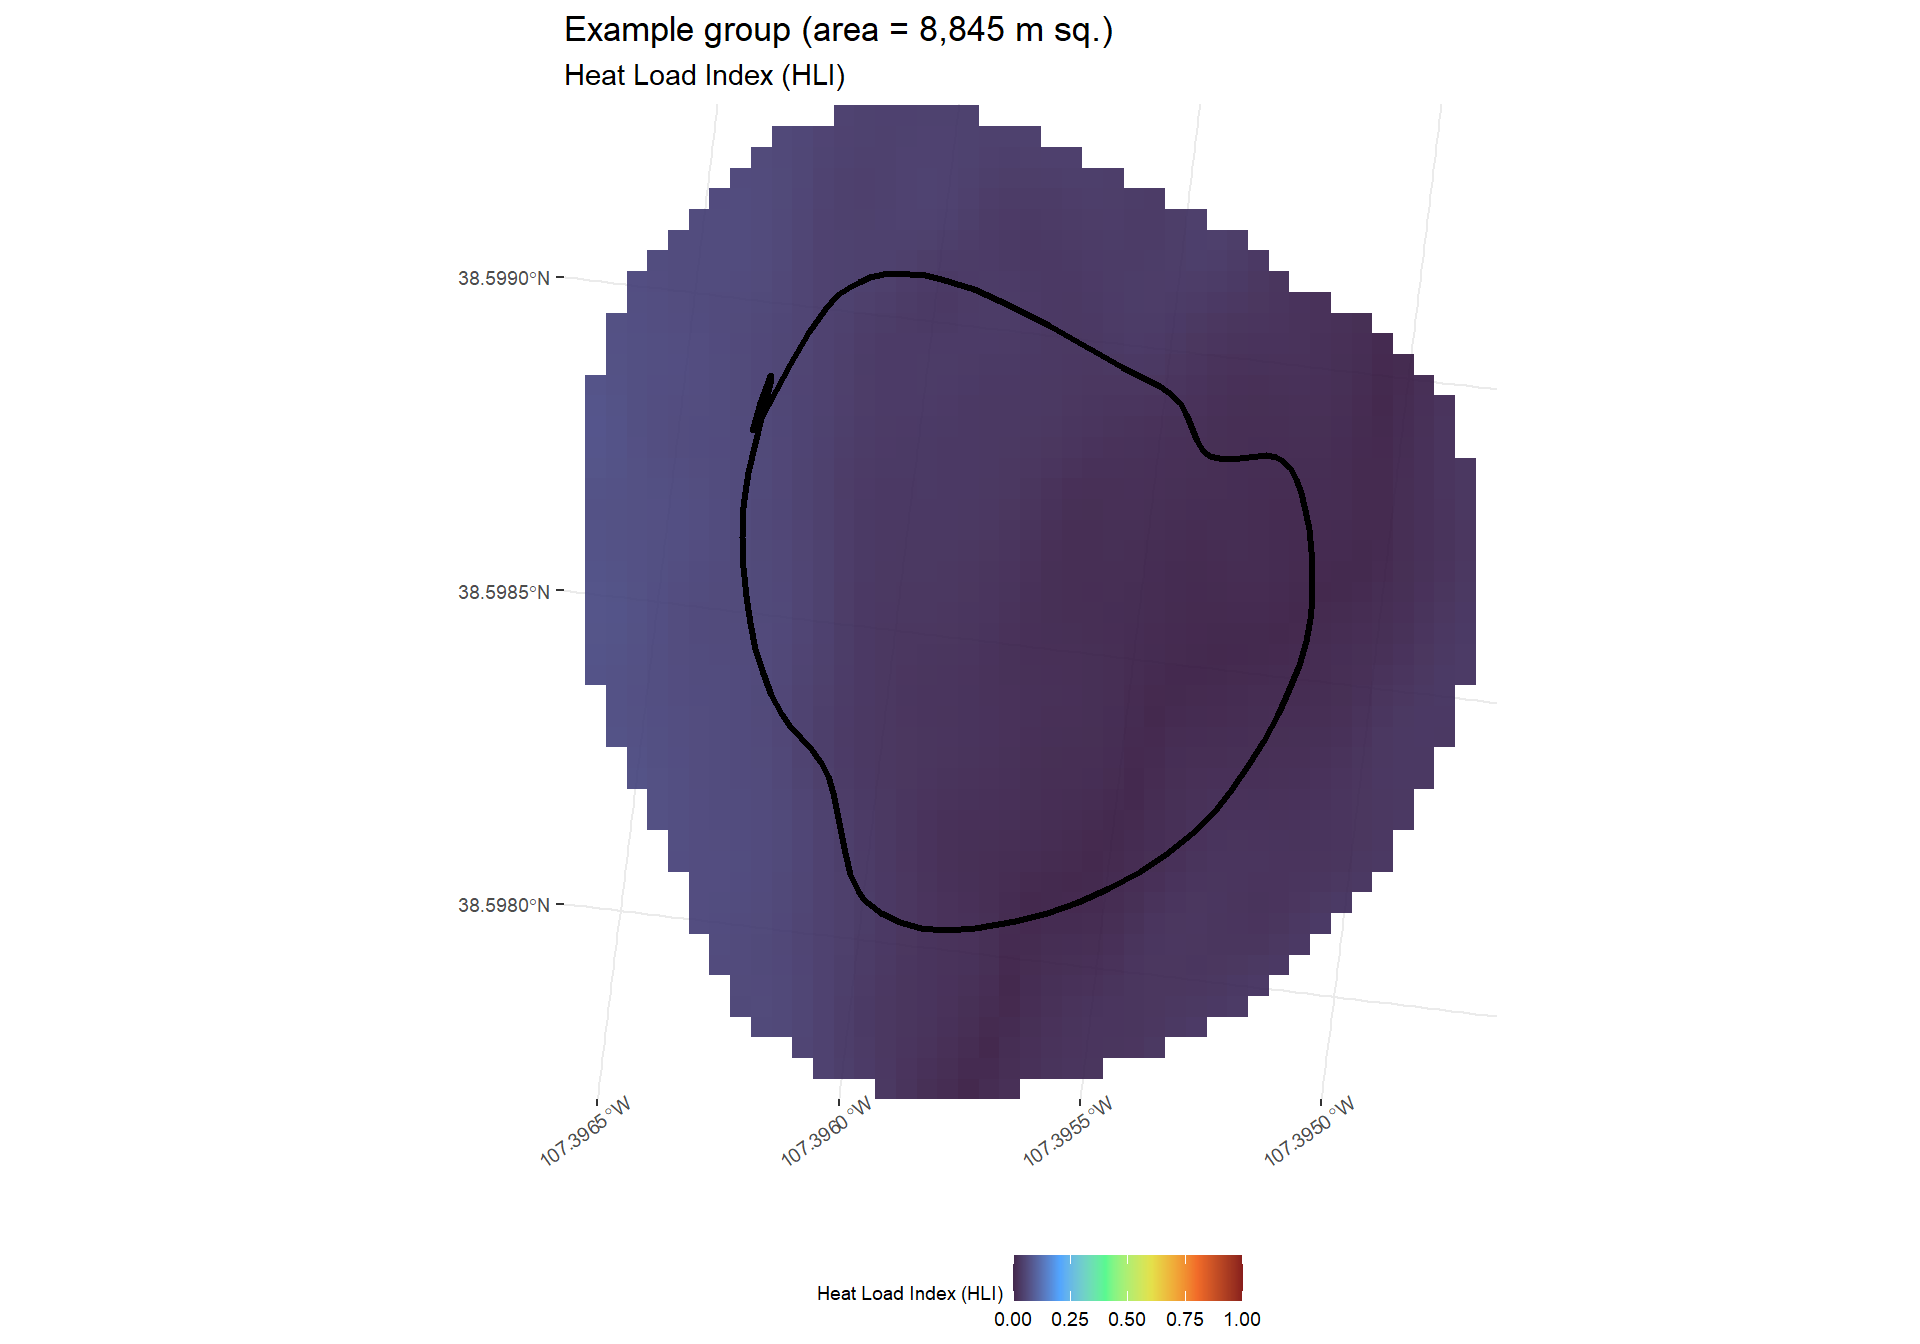 Example group (area = 8,845 m sq.)
Heat Load Index (HLI)
38.5990°N
38.5985°N
38.5980°N
107.3965°W
107.3960°W
107.3955°W
107.3950°W
Heat Load Index (HLI)
0.00 0.25 0.50 0.75 1.00